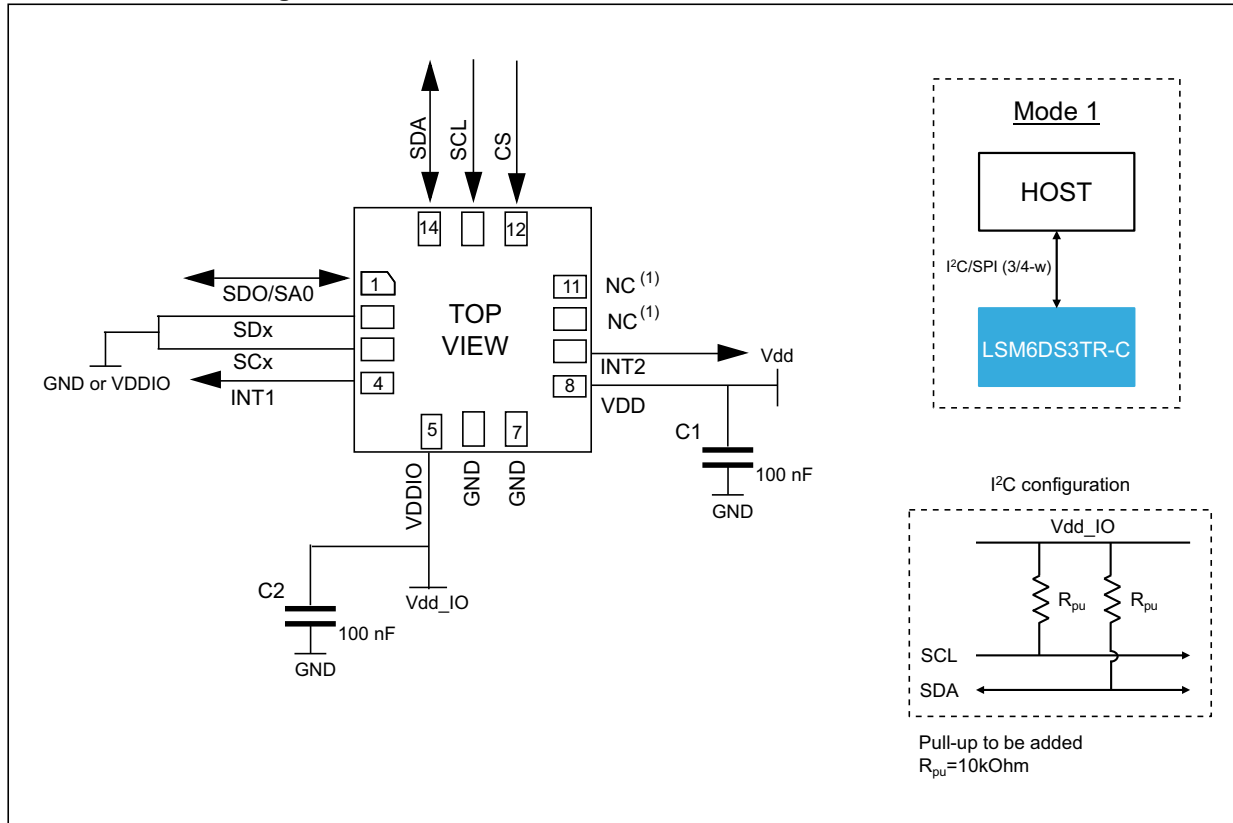 SDA
SCL
CS
14
12
1
SDO/SA0
SDx
SCx
GND or VDDIO
INT1
4
TOP
VIEW
11
NC (1)
NC (1)
INT2
Vdd
8
VDD
5
7
VDDIO
GND
GND
C1
100 nF
GND
C2
100 nF
GND
Vdd_IO
Mode 1
HOST
I²C/SPI (3/4-w)
LSM6DS3TR-C
I²C configuration
Vdd_IO
Rpu
Rpu
SCL
SDA
Pull-up to be added
Rpu=10kOhm